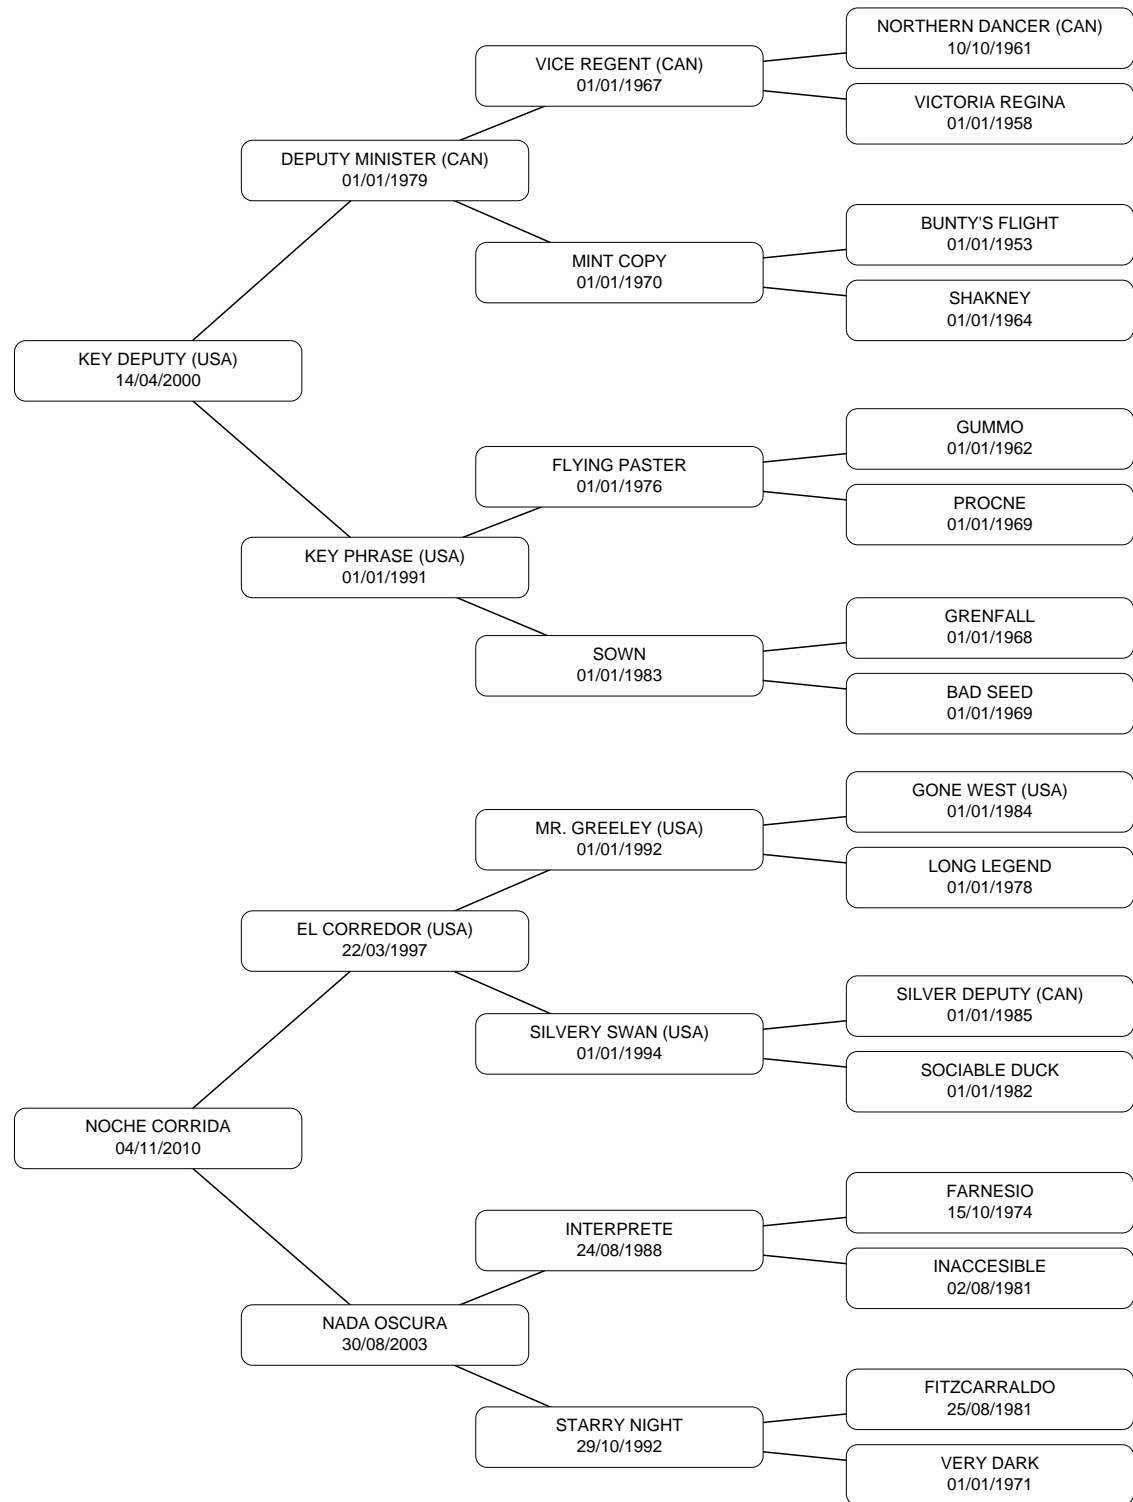 NORTHERN DANCER (CAN)
10/10/1961
VICE REGENT (CAN)
01/01/1967
VICTORIA REGINA
01/01/1958
DEPUTY MINISTER (CAN)
01/01/1979
BUNTY'S FLIGHT
01/01/1953
MINT COPY
01/01/1970
SHAKNEY
01/01/1964
KEY DEPUTY (USA)
14/04/2000
GUMMO
01/01/1962
FLYING PASTER
01/01/1976
PROCNE
01/01/1969
KEY PHRASE (USA)
01/01/1991
GRENFALL
01/01/1968
SOWN
01/01/1983
BAD SEED
01/01/1969
GONE WEST (USA)
01/01/1984
MR. GREELEY (USA)
01/01/1992
LONG LEGEND
01/01/1978
EL CORREDOR (USA)
22/03/1997
SILVER DEPUTY (CAN)
01/01/1985
SILVERY SWAN (USA)
01/01/1994
SOCIABLE DUCK
01/01/1982
NOCHE CORRIDA
04/11/2010
FARNESIO
15/10/1974
INTERPRETE
24/08/1988
INACCESIBLE
02/08/1981
NADA OSCURA
30/08/2003
FITZCARRALDO
25/08/1981
STARRY NIGHT
29/10/1992
VERY DARK
01/01/1971